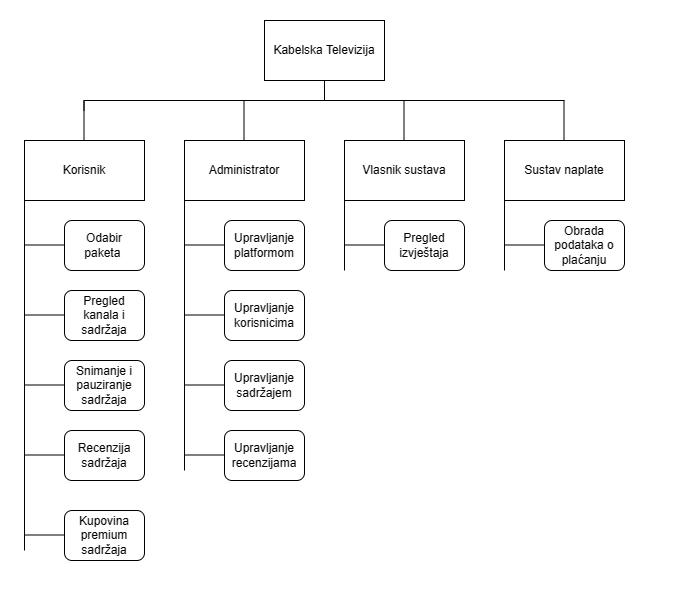 Kabelska Televizija
Korisnik
Administrator
Vlasnik sustava
Sustav naplate
Odabir
paketa
Pregled
kanala i
sadržaja
Snimanje i
pauziranje
sadržaja
Recenzija
sadržaja
Kupovina
premium
sadržaja
Upravljanje
platformom
Upravljanje
korisnicima
Upravljanje
sadržajem
Upravljanje
recenzijama
Pregled
izvještaja
Obrada
podataka o
plaćanju